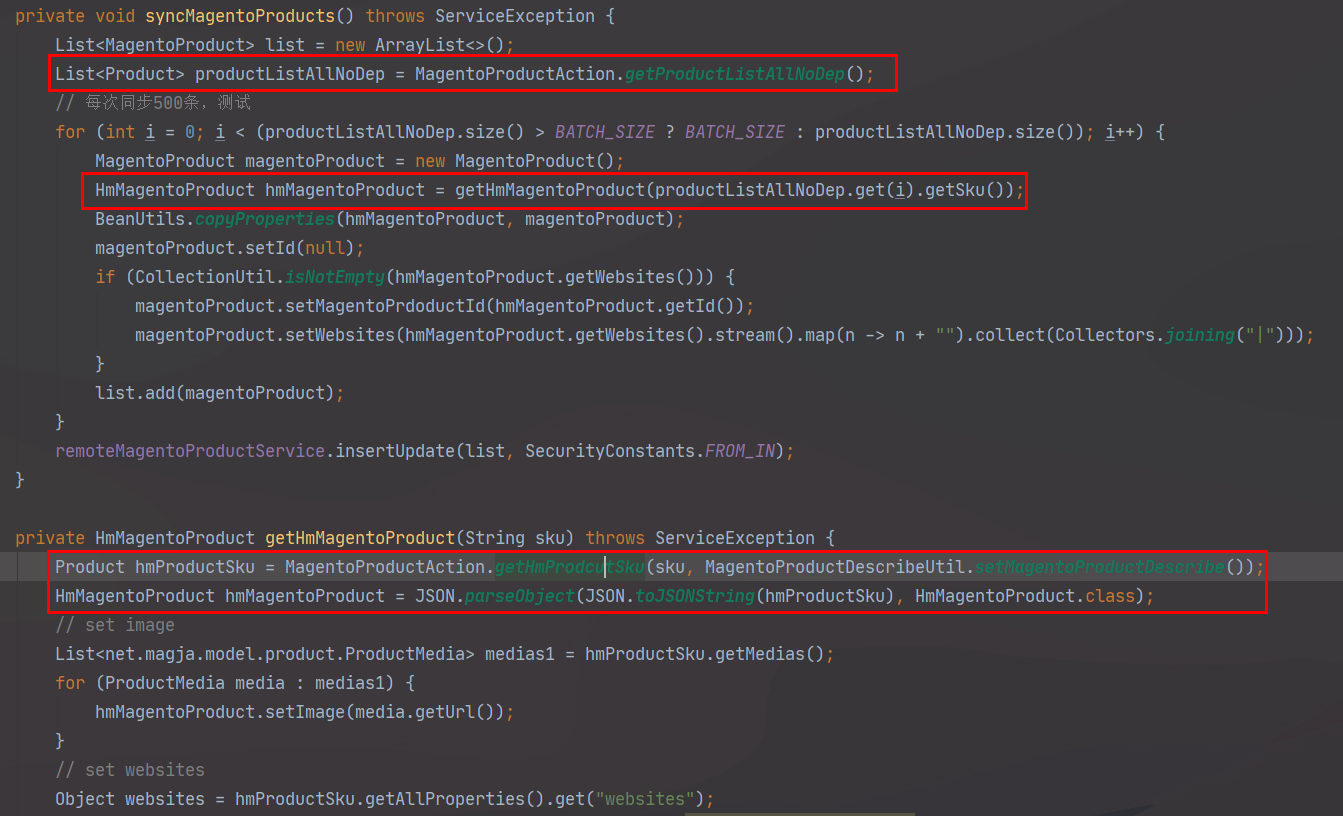 private void syncMagentoProducts() throws ServiceException {
List<MagentoProduct> list = new ArrayList<>();
List<Product> productListAllNoDep = MagentoProductAction.getProductListAllNoDep();
// 每次同步500条，测试
for (int i = 0; i < (productListAllNoDep.size() > BATCH_SIZE ? BATCH_SIZE : productListAllNoDep.size()); i++) {
MagentoProduct magentoProduct = new MagentoProduct();
HmMagentoProduct hmMagentoProduct = getHmMagentoProduct(productListAllNoDep.get(i).getSku());
BeanUtils.copyProperties(hmMagentoProduct, magentoProduct);
magentoProduct.setId(null);
if (CollectionUtil.isNotEmpty(hmMagentoProduct.getWebsites())) {
magentoProduct.setMagentoPrdoductId(hmMagentoProduct.getId());
magentoProduct.setWebsites(hmMagentoProduct.getWebsites().stream().map(n -> n + "").collect(Collectors.joining("|")));
}
list.add(magentoProduct);
}
remoteMagentoProductService.insertUpdate(list, SecurityConstants.FROM_IN);
}
private HmMagentoProduct getHmMagentoProduct(String sku) throws ServiceException {
Product hmProductSku = MagentoProductAction.getHmProdcutSku(sku, MagentoProductDescribeUtil.setMagentoProductDescribe());
HmMagentoProduct hmMagentoProduct = JSON.parseObject(JSON.toJSONString(hmProductSku), HmMagentoProduct.class);
// set image
List<net.magja.model.product.ProductMedia> medias1 = hmProductSku.getMedias();
for (ProductMedia media : medias1) {
hmMagentoProduct.setImage(media.getUrl());
}
// set websites
Object websites = hmProductSku.getAllProperties().get("websites");